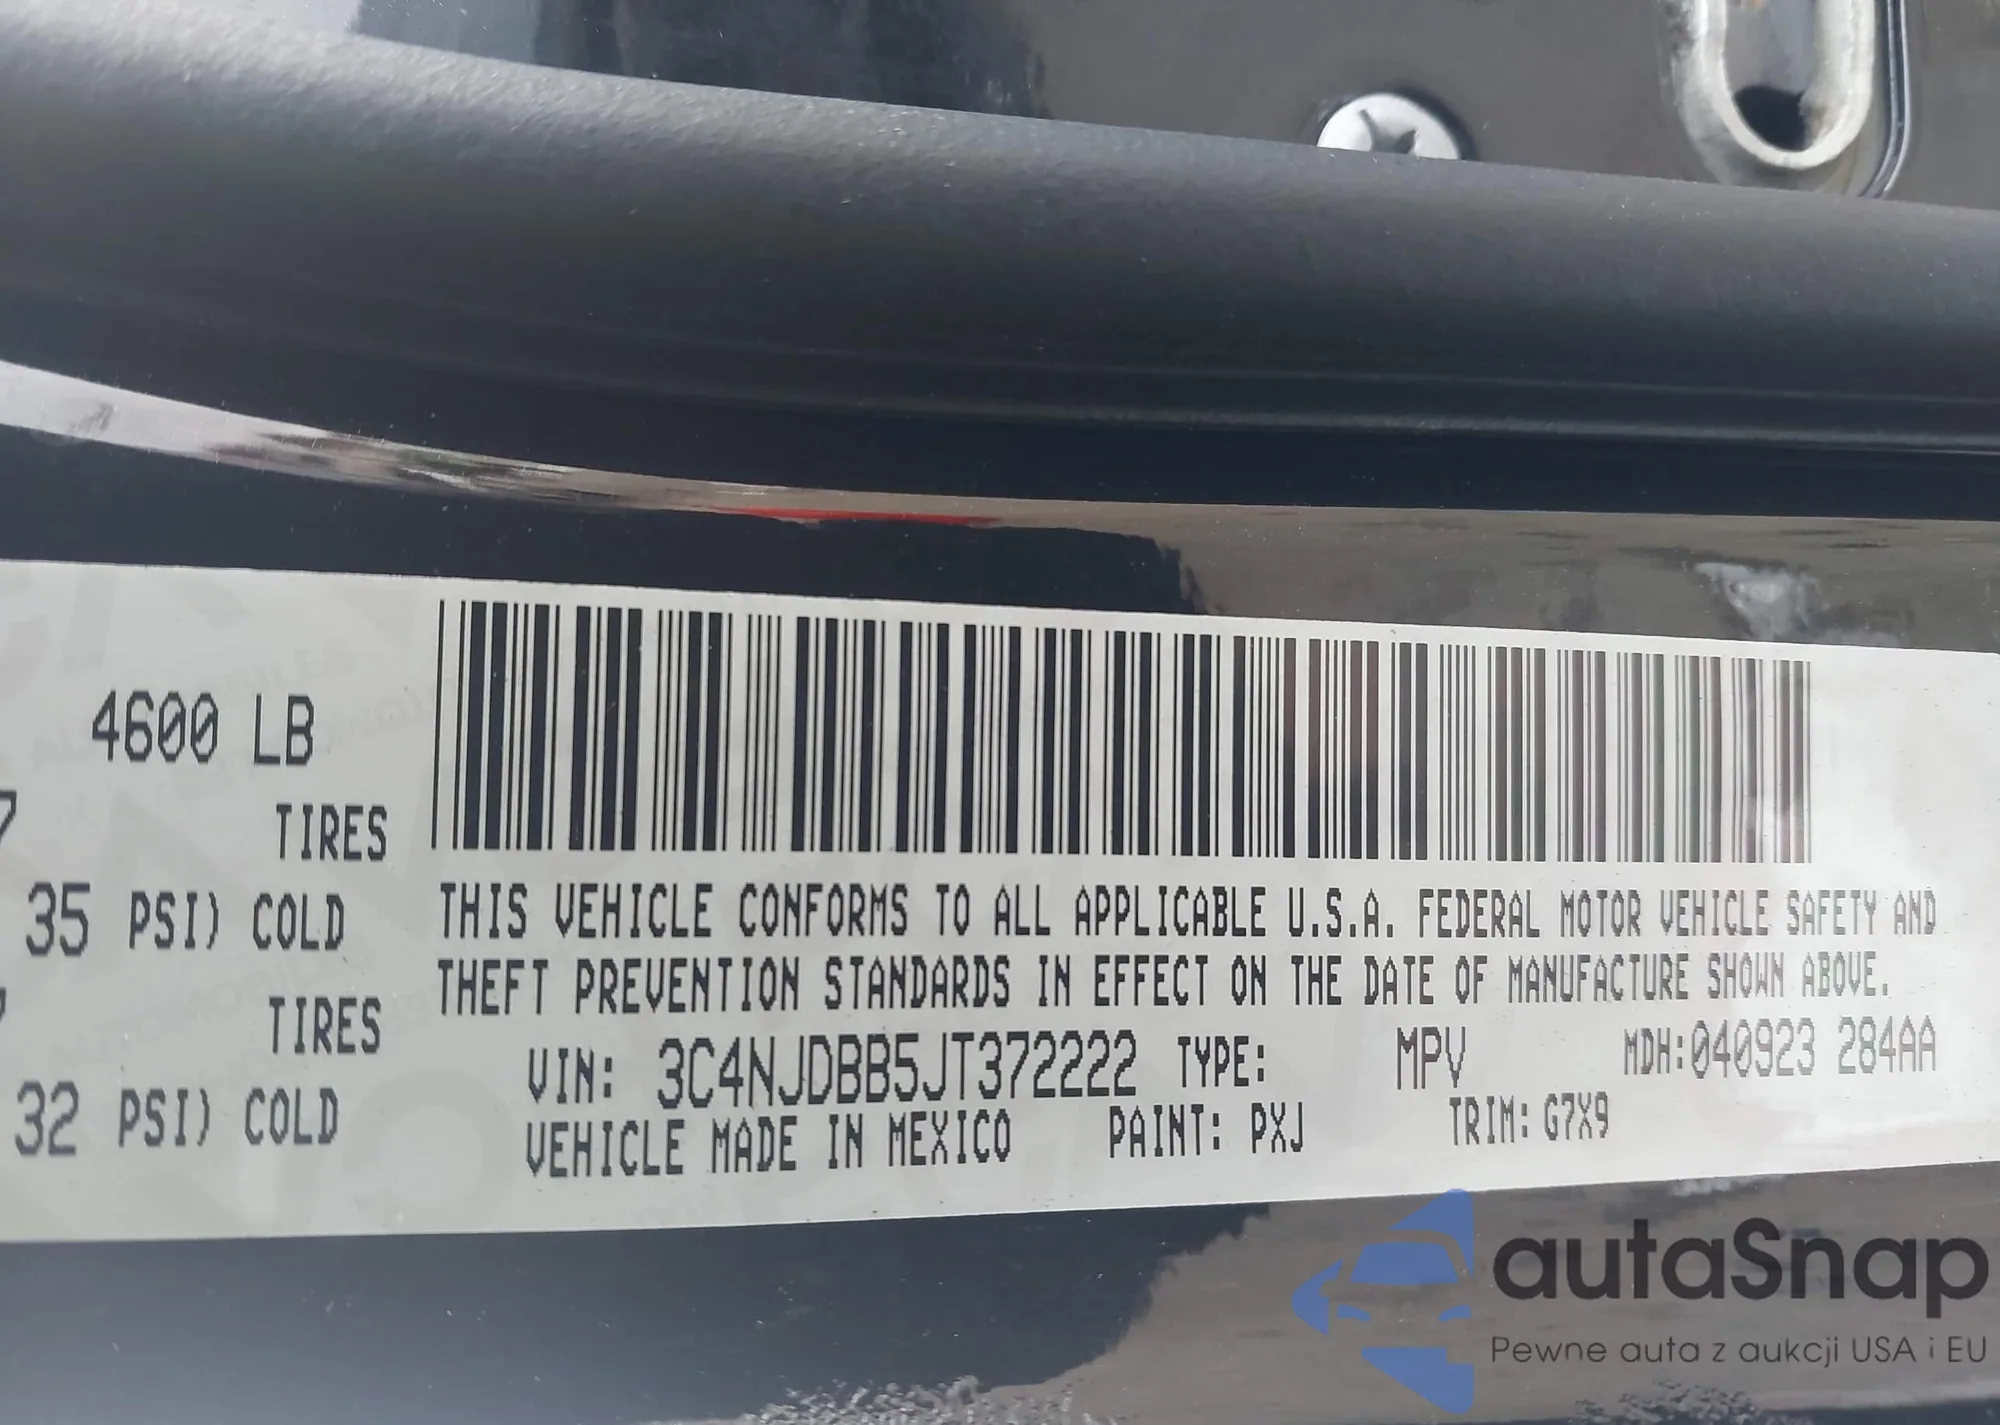 4600 LB
7 TIRES
35 PSI) COLD
TIRES
32 PSI) COLD
THIS VEHICLE CONFORMS TO ALL APPLICABLE U.S.A. FEDERAL MOTOR VEHICLE SAFETY AND
THEFT PREVENTION STANDARDS IN EFFECT ON THE DATE OF MANUFACTURE SHOWN ABOVE.
VIN: 3C4NJDBB5JT372222 TYPE: MPV MDH:040923 284AA
VEHICLE MADE IN MEXICO PAINT: PXJ TRIM: G7X9
autaSnap
Pewne auta z aukcji USA i EU